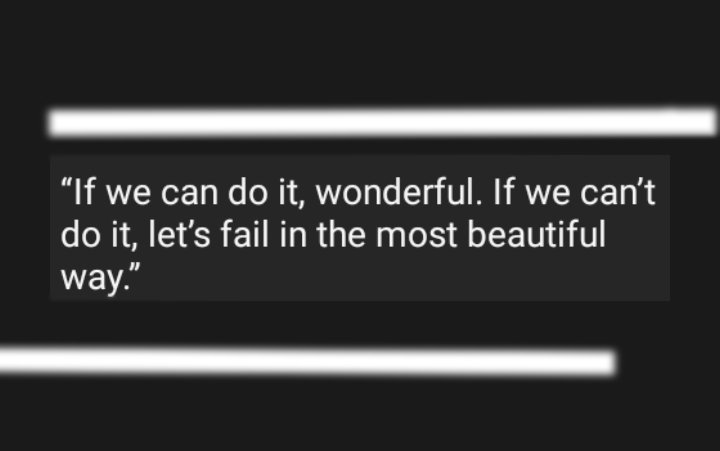 “If we can do it, wonderful. If we can’t
do it, let’s fail in the most beautiful
way.”